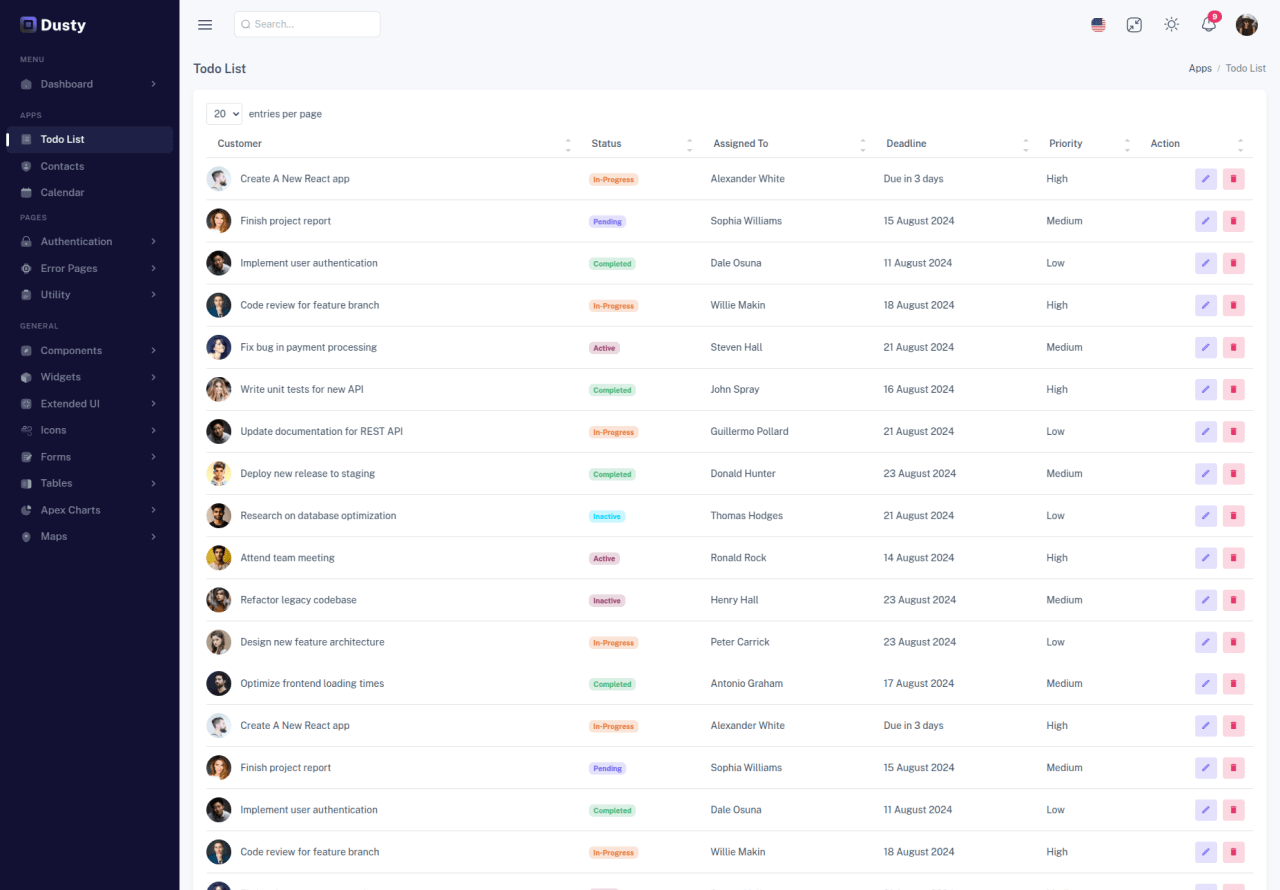 Dusty
Search...
9
MENU
Dashboard
APPS
Todo List
Contacts
Calendar
PAGES
Authentication
Error Pages
Utility
GENERAL
Components
Widgets
Extended UI
Icons
Forms
Tables
Apex Charts
Maps
Todo List
Apps / Todo List
20 entries per page
Customer Status Assigned To Deadline Priority Action
Create A New React app In-Progress Alexander White Due in 3 days High
Finish project report Pending Sophia Williams 15 August 2024 Medium
Implement user authentication Completed Dale Osuna 11 August 2024 Low
Code review for feature branch In-Progress Willie Makin 18 August 2024 High
Fix bug in payment processing Active Steven Hall 21 August 2024 Medium
Write unit tests for new API Completed John Spray 16 August 2024 High
Update documentation for REST API In-Progress Guillermo Pollard 21 August 2024 Low
Deploy new release to staging Completed Donald Hunter 23 August 2024 Medium
Research on database optimization Inactive Thomas Hodges 21 August 2024 Low
Attend team meeting Active Ronald Rock 14 August 2024 High
Refactor legacy codebase Inactive Henry Hall 23 August 2024 Medium
Design new feature architecture In-Progress Peter Carrick 23 August 2024 Low
Optimize frontend loading times Completed Antonio Graham 17 August 2024 Medium
Create A New React app In-Progress Alexander White Due in 3 days High
Finish project report Pending Sophia Williams 15 August 2024 Medium
Implement user authentication Completed Dale Osuna 11 August 2024 Low
Code review for feature branch In-Progress Willie Makin 18 August 2024 High